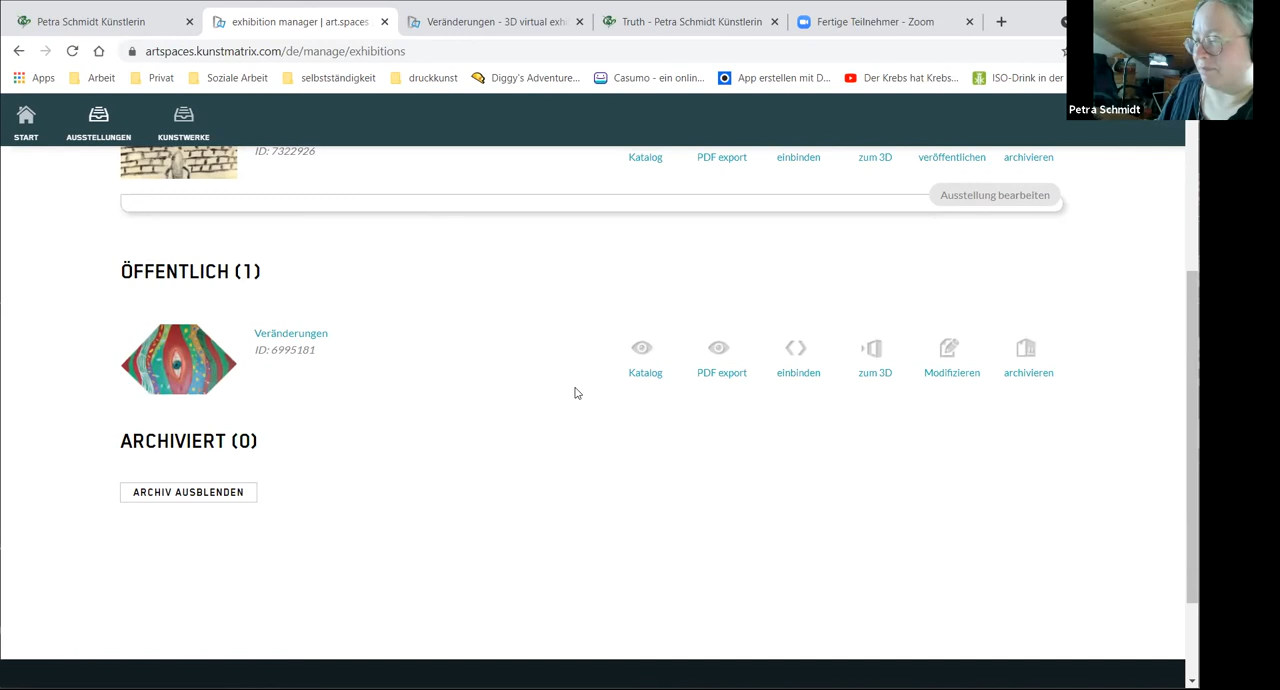 Petra Schmidt Künstlerin
exhibition manager | art.spaces
Veränderungen - 3D virtual exhi
Truth - Petra Schmidt Künstlerin
Fertige Teilnehmer - Zoom
artspaces.kunstmatrix.com/de/manage/exhibitions
Apps
Arbeit
Privat
Soziale Arbeit
selbstständigkeit
druckkunst
Diggy's Adventure...
Casumo - ein onlin...
App erstellen mit D...
Der Krebs hat Krebs...
ISO-Drink in der
Petra Schmidt
START
AUSSTELLUNGEN
KUNSTWERKE
ID: 7322926
Katalog
PDF export
einbinden
zum 3D
veröffentlichen
archivieren
Ausstellung bearbeiten
ÖFFENTLICH (1)
Veränderungen
ID: 6995181
Katalog
PDF export
einbinden
zum 3D
Modifizieren
archivieren
ARCHIVIERT (0)
ARCHIV AUSBLENDEN